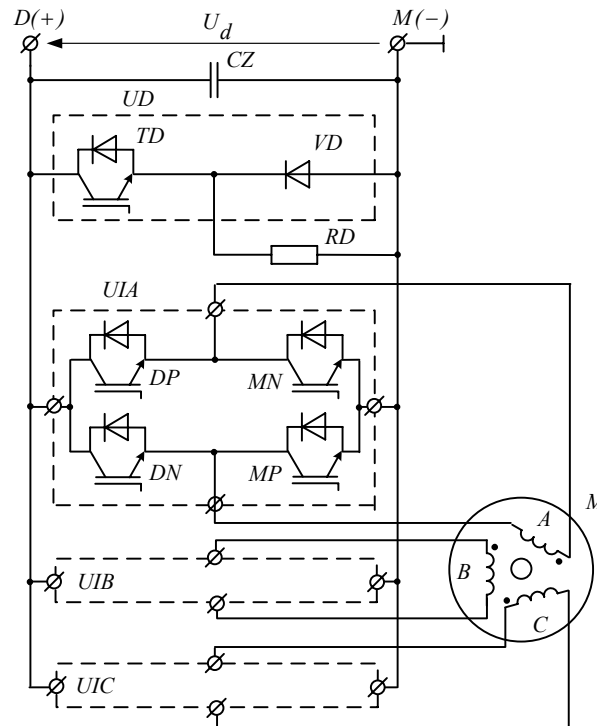 D(+) U_d M(−)
CZ
UD
TD VD
RD
UIA
DP MN
DN MP
M
A
B
UIB
C
UIC